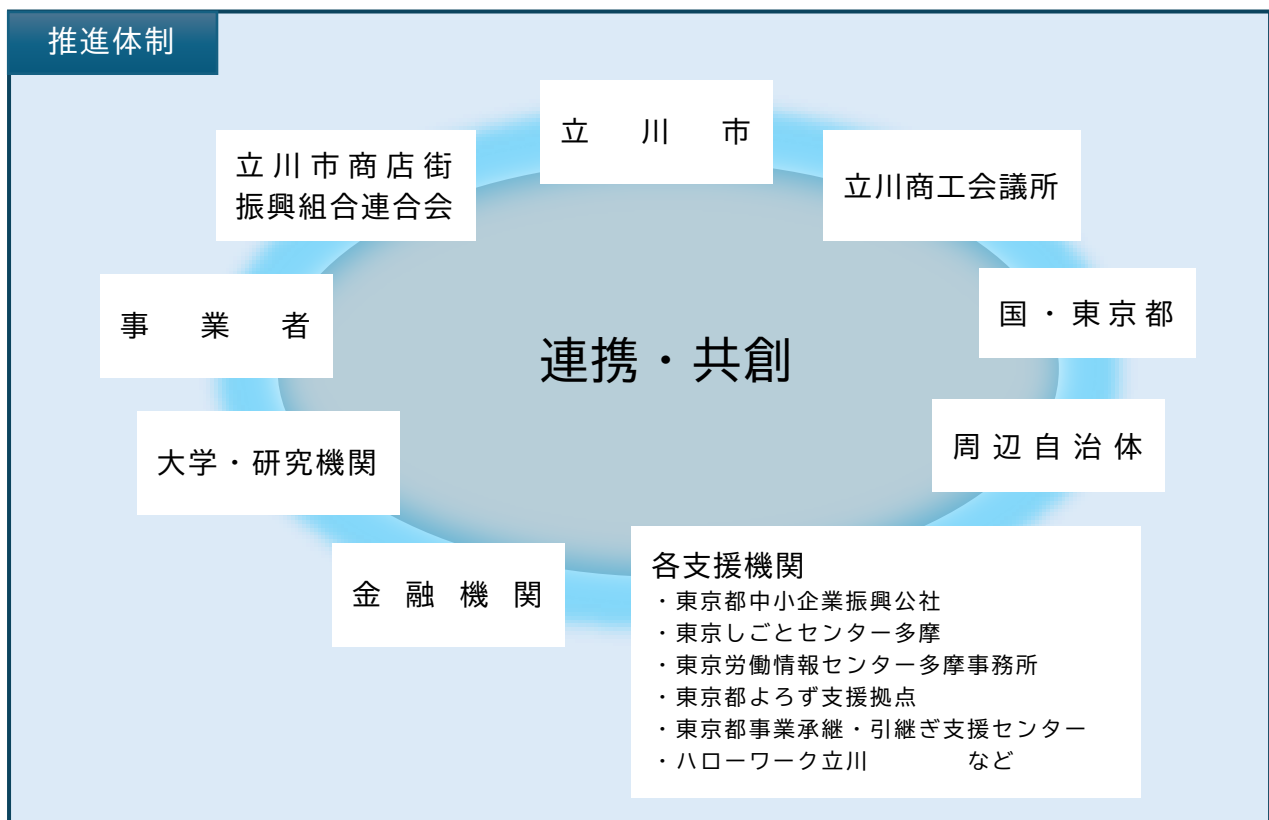 推進体制
立川市
立川市商店街
振興組合連合会
立川商工会議所
事業者
国・東京都
連携・共創
大学・研究機関
周辺自治体
金融機関
各支援機関
・東京都中小企業振興公社
・東京しごとセンター多摩
・東京労働情報センター多摩事務所
・東京都よろず支援拠点
・東京都事業承継・引継ぎ支援センター
・ハローワーク立川　　　　など